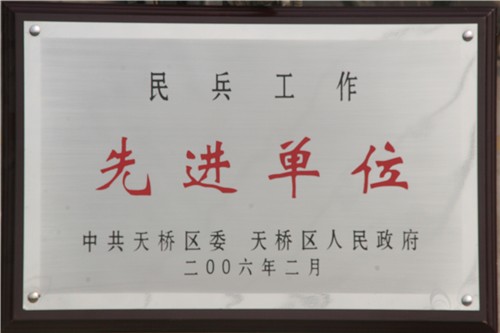 民兵工作
先进单位
中共天桥区委 天桥区人民政府
二00六年二月